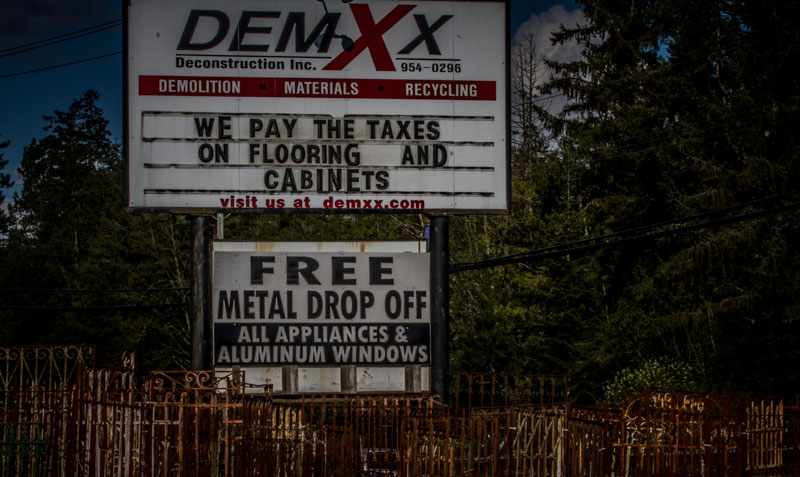 DEMXX
Deconstruction Inc. 954-0296
DEMOLITION • MATERIALS • RECYCLING
WE PAY THE TAXES
ON FLOORING AND
CABINETS
visit us at demxx.com
FREE
METAL DROP OFF
ALL APPLIANCES &
ALUMINUM WINDOWS